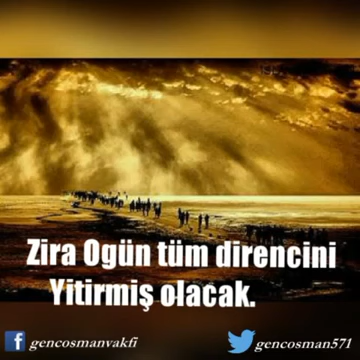 Zira Ogün tüm direncini
Yitirmiş olacak.
gencosmanvakfi
gencosman571